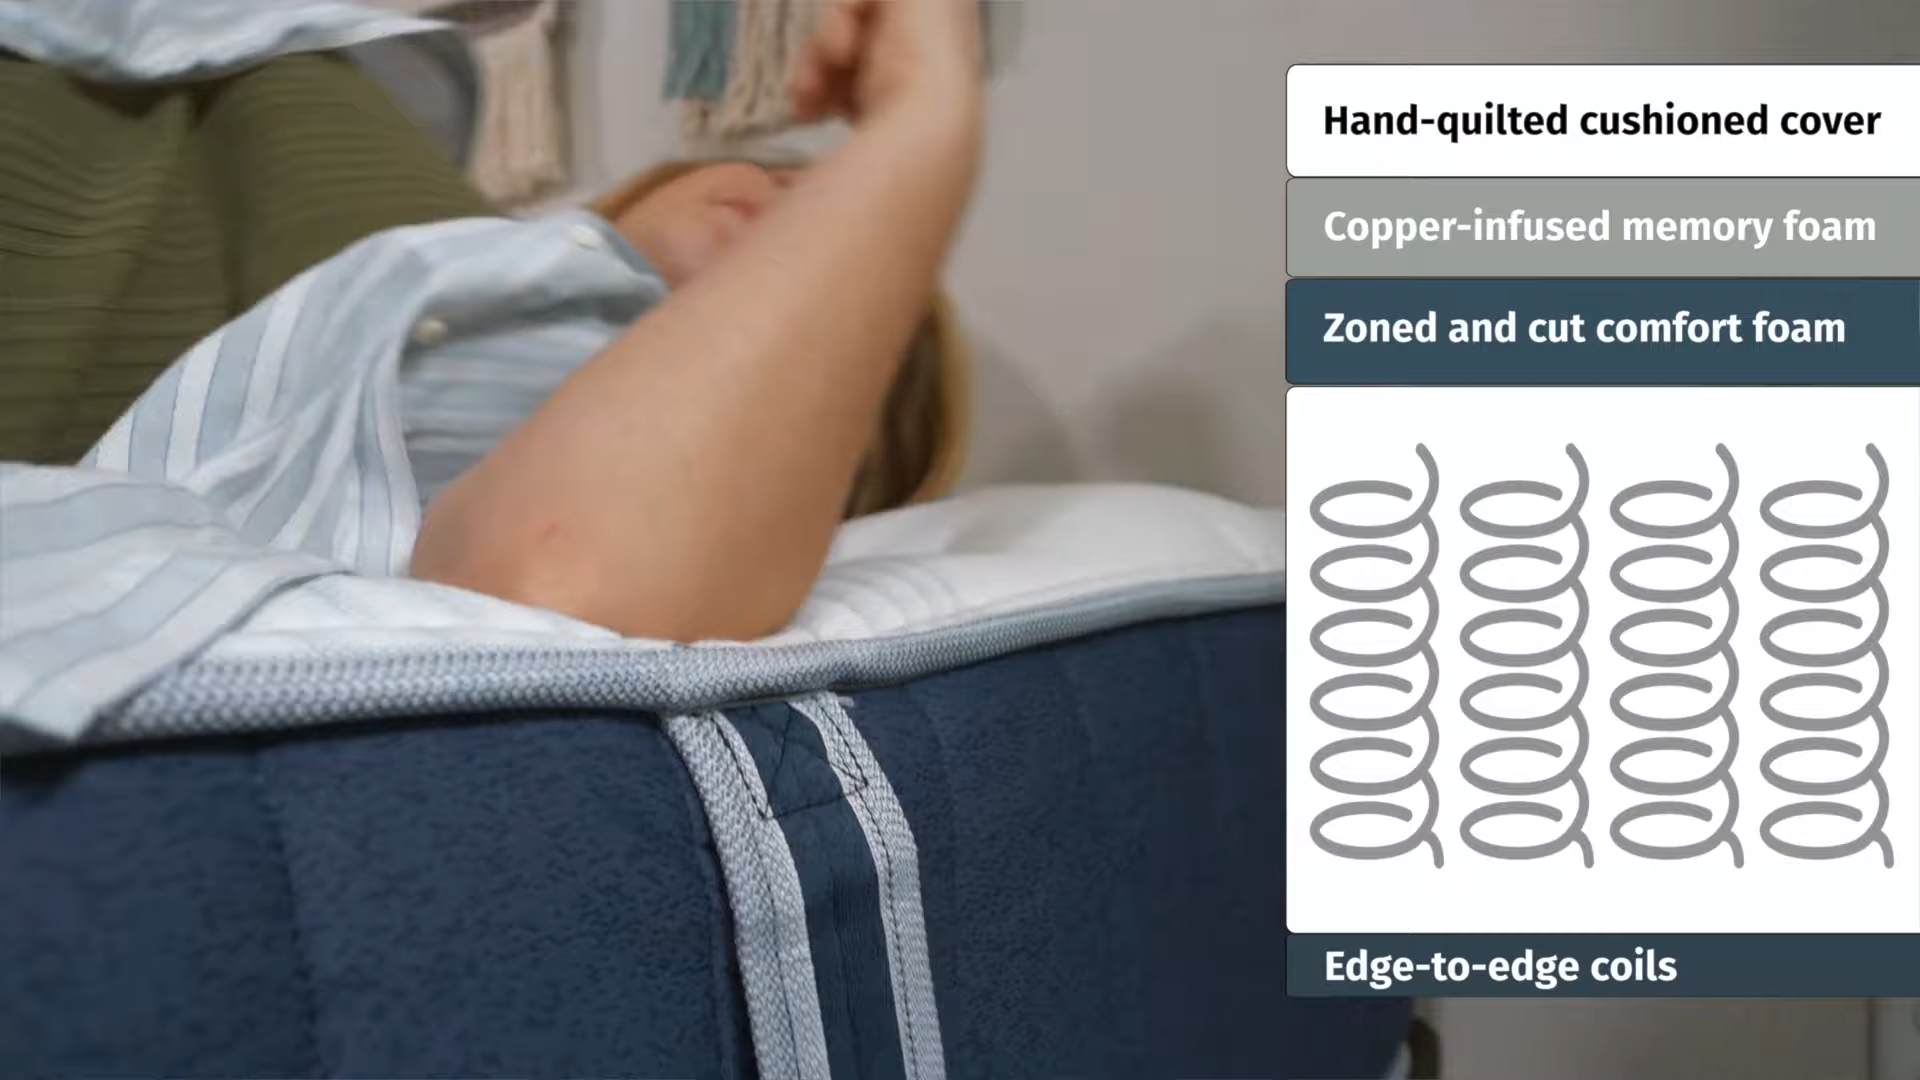 Hand-quilted cushioned cover
Copper-infused memory foam
Zoned and cut comfort foam
Edge-to-edge coils